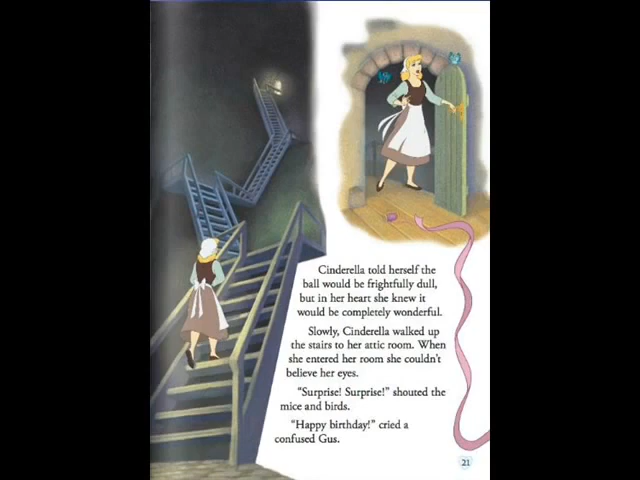 Cinderella told herself the
ball would be frightfully dull,
but in her heart she knew it
would be completely wonderful.
Slowly, Cinderella walked up
the stairs to her attic room. When
she entered her room she couldn't
believe her eyes.
"Surprise! Surprise!" shouted the
mice and birds.
"Happy birthday!" cried a
confused Gus.
21